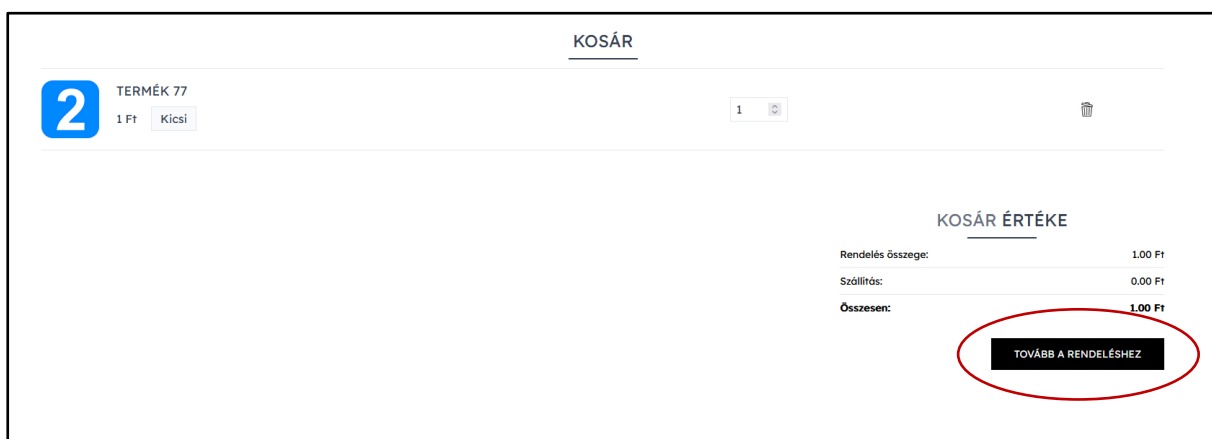 KOSÁR
2
TERMÉK 77
1 Ft Kicsi
1
KOSÁR ÉRTÉKE
Rendelés összege: 1.00 Ft
Szállítás: 0.00 Ft
Összesen: 1.00 Ft
TOVÁBB A RENDELÉSHEZ